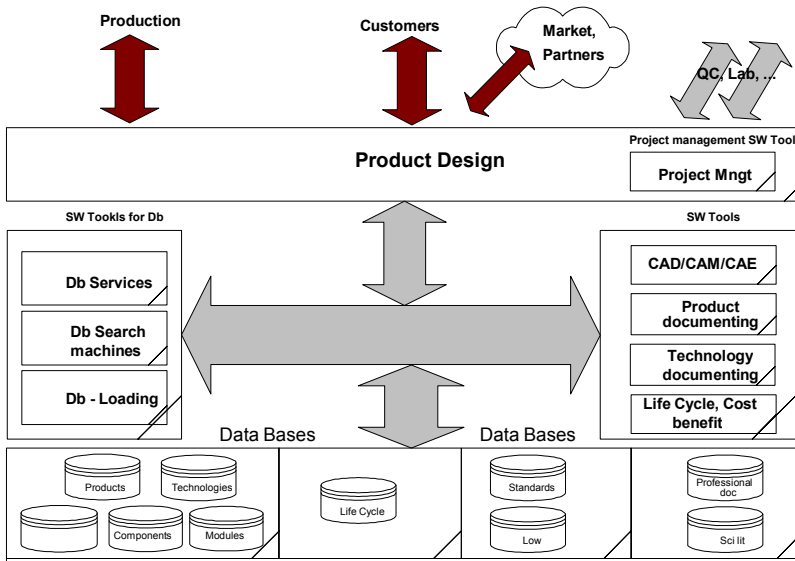 Production
Customers
Market,
Partners
QC, Lab, ...
Project management SW Tool
Product Design
Project Mngt
SW Tookls for Db
SW Tools
Db Services
Db Search
machines
Db - Loading
CAD/CAM/CAE
Product
documenting
Technology
documenting
Life Cycle, Cost
benefit
Data Bases
Data Bases
Products
Technologies
Components
Modules
Life Cycle
Standards
Low
Professional
doc
Sci lit